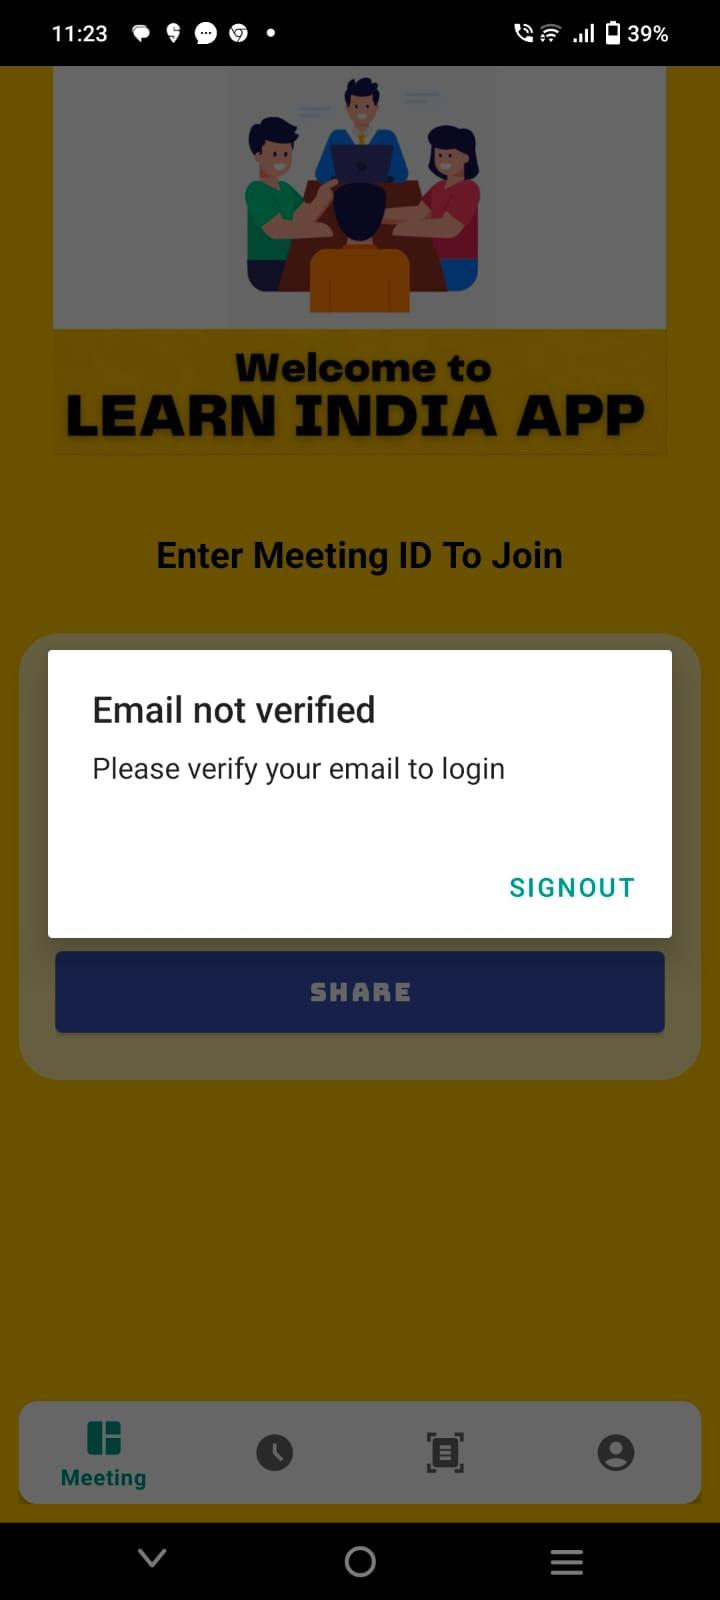 11:23
39%
Welcome to
LEARN INDIA APP
Enter Meeting ID To Join
Email not verified
Please verify your email to login
SIGNOUT
SHARE
Meeting